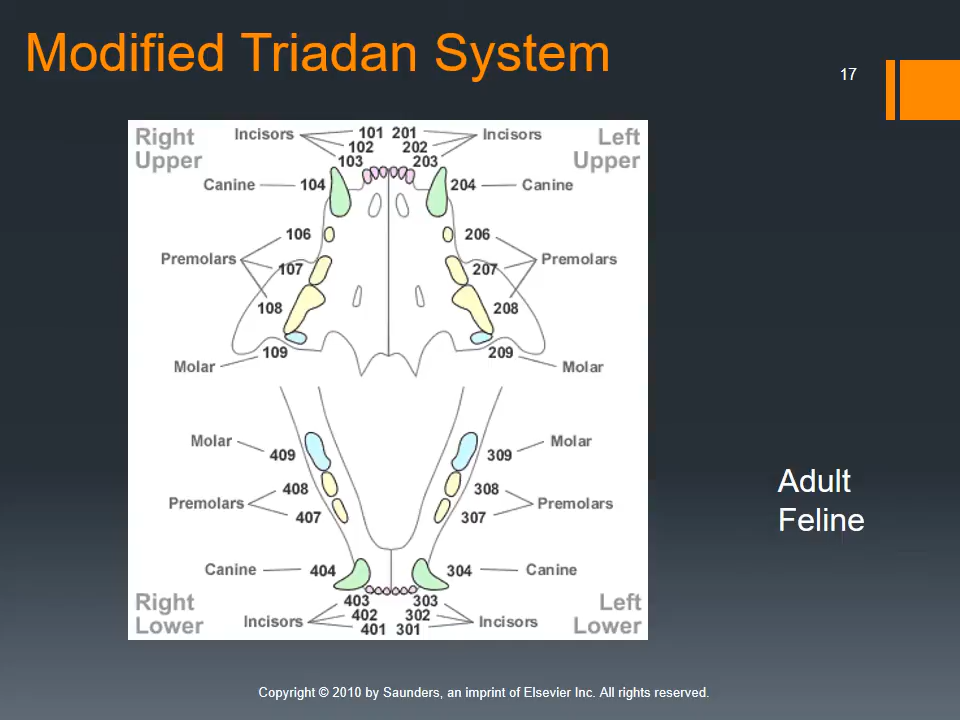 Modified Triadan System
17
Right
Upper
Incisors
101 201
102 202
103 203
Incisors
Left
Upper
Canine 104
204 Canine
106
206
Premolars
Premolars
107
207
108
208
109
209
Molar
Molar
Molar
409
309
Molar
408
308
Premolars
Premolars
407
307
Canine 404
304 Canine
Right
Lower
403 303
402 302
401 301
Incisors
Incisors
Left
Lower
Adult
Feline
Copyright © 2010 by Saunders, an imprint of Elsevier Inc. All rights reserved.